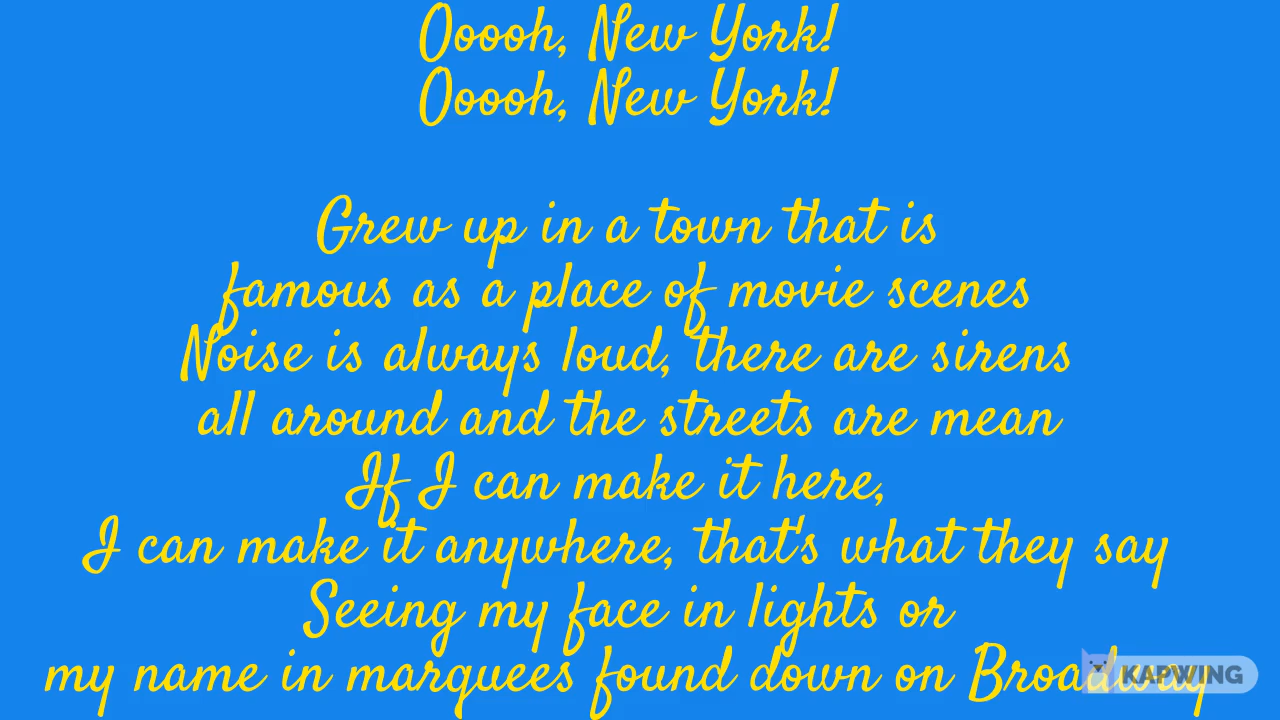 Ooooh, New York!
Ooooh, New York!
Grew up in a town that is
famous as a place of movie scenes
Noise is always loud, there are sirens
all around and the streets are mean
If I can make it here,
I can make it anywhere, that's what they say
Seeing my face in lights or
my name in marquees found down on Broadway
KAPWING